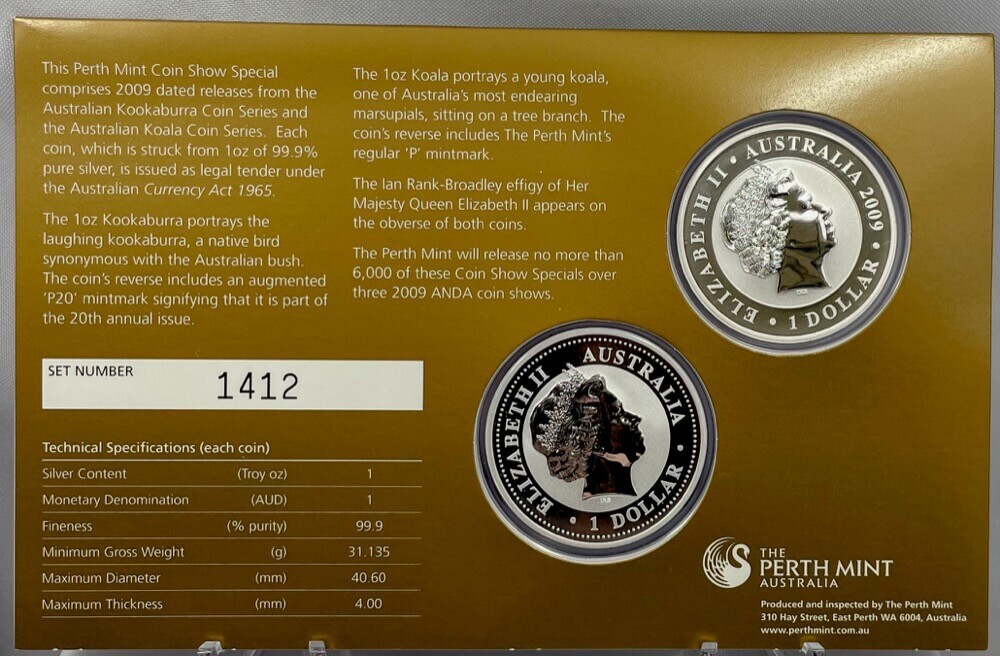 This Perth Mint Coin Show Special
comprises 2009 dated releases from the
Australian Kookaburra Coin Series and
the Australian Koala Coin Series. Each
coin, which is struck from 1oz of 99.9%
pure silver, is issued as legal tender under
the Australian Currency Act 1965.
The 1oz Kookaburra portrays the
laughing kookaburra, a native bird
synonymous with the Australian bush.
The coin's reverse includes an augmented
'P20' mintmark signifying that it is part of
the 20th annual issue.
The 1oz Koala portrays a young koala,
one of Australia's most endearing
marsupials, sitting on a tree branch. The
coin's reverse includes The Perth Mint's
regular 'P' mintmark.
The Ian Rank-Broadley effigy of Her
Majesty Queen Elizabeth II appears on
the obverse of both coins.
The Perth Mint will release no more than
6,000 of these Coin Show Specials over
three 2009 ANDA coin shows.
ELIZABETH II • AUSTRALIA 2009 • 1 DOLLAR •
SET NUMBER
1412
ELIZABETH II AUSTRALIA • 1 DOLLAR •
Technical Specifications (each coin)
Silver Content (Troy oz) 1
Monetary Denomination (AUD) 1
Fineness (% purity) 99.9
Minimum Gross Weight (g) 31.135
Maximum Diameter (mm) 40.60
Maximum Thickness (mm) 4.00
THE
PERTH MINT
AUSTRALIA
Produced and inspected by The Perth Mint
310 Hay Street, East Perth WA 6004, Australia
www.perthmint.com.au